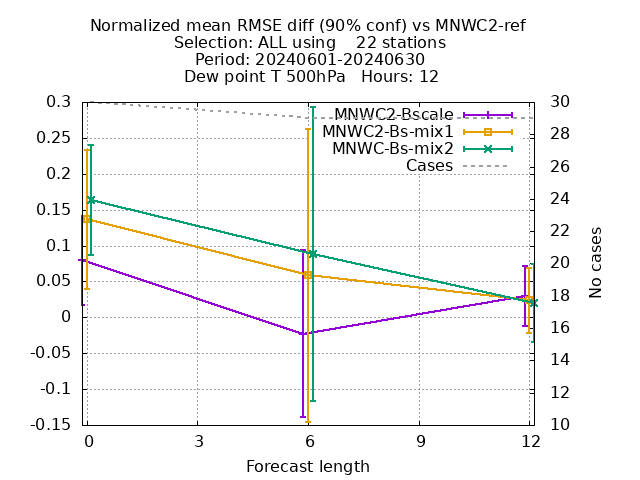 Normalized mean RMSE diff (90% conf) vs MNWC2-ref
Selection: ALL using    22 stations
Period: 20240601-20240630
Dew point T 500hPa   Hours: 12
MNWC2-Bscale
MNWC2-Bs-mix1
MNWC-Bs-mix2
Cases
0.3
0.25
0.2
0.15
0.1
0.05
0
-0.05
-0.1
-0.15
30
28
26
24
22
20
18
16
14
12
10
No cases
0 3 6 9 12
Forecast length